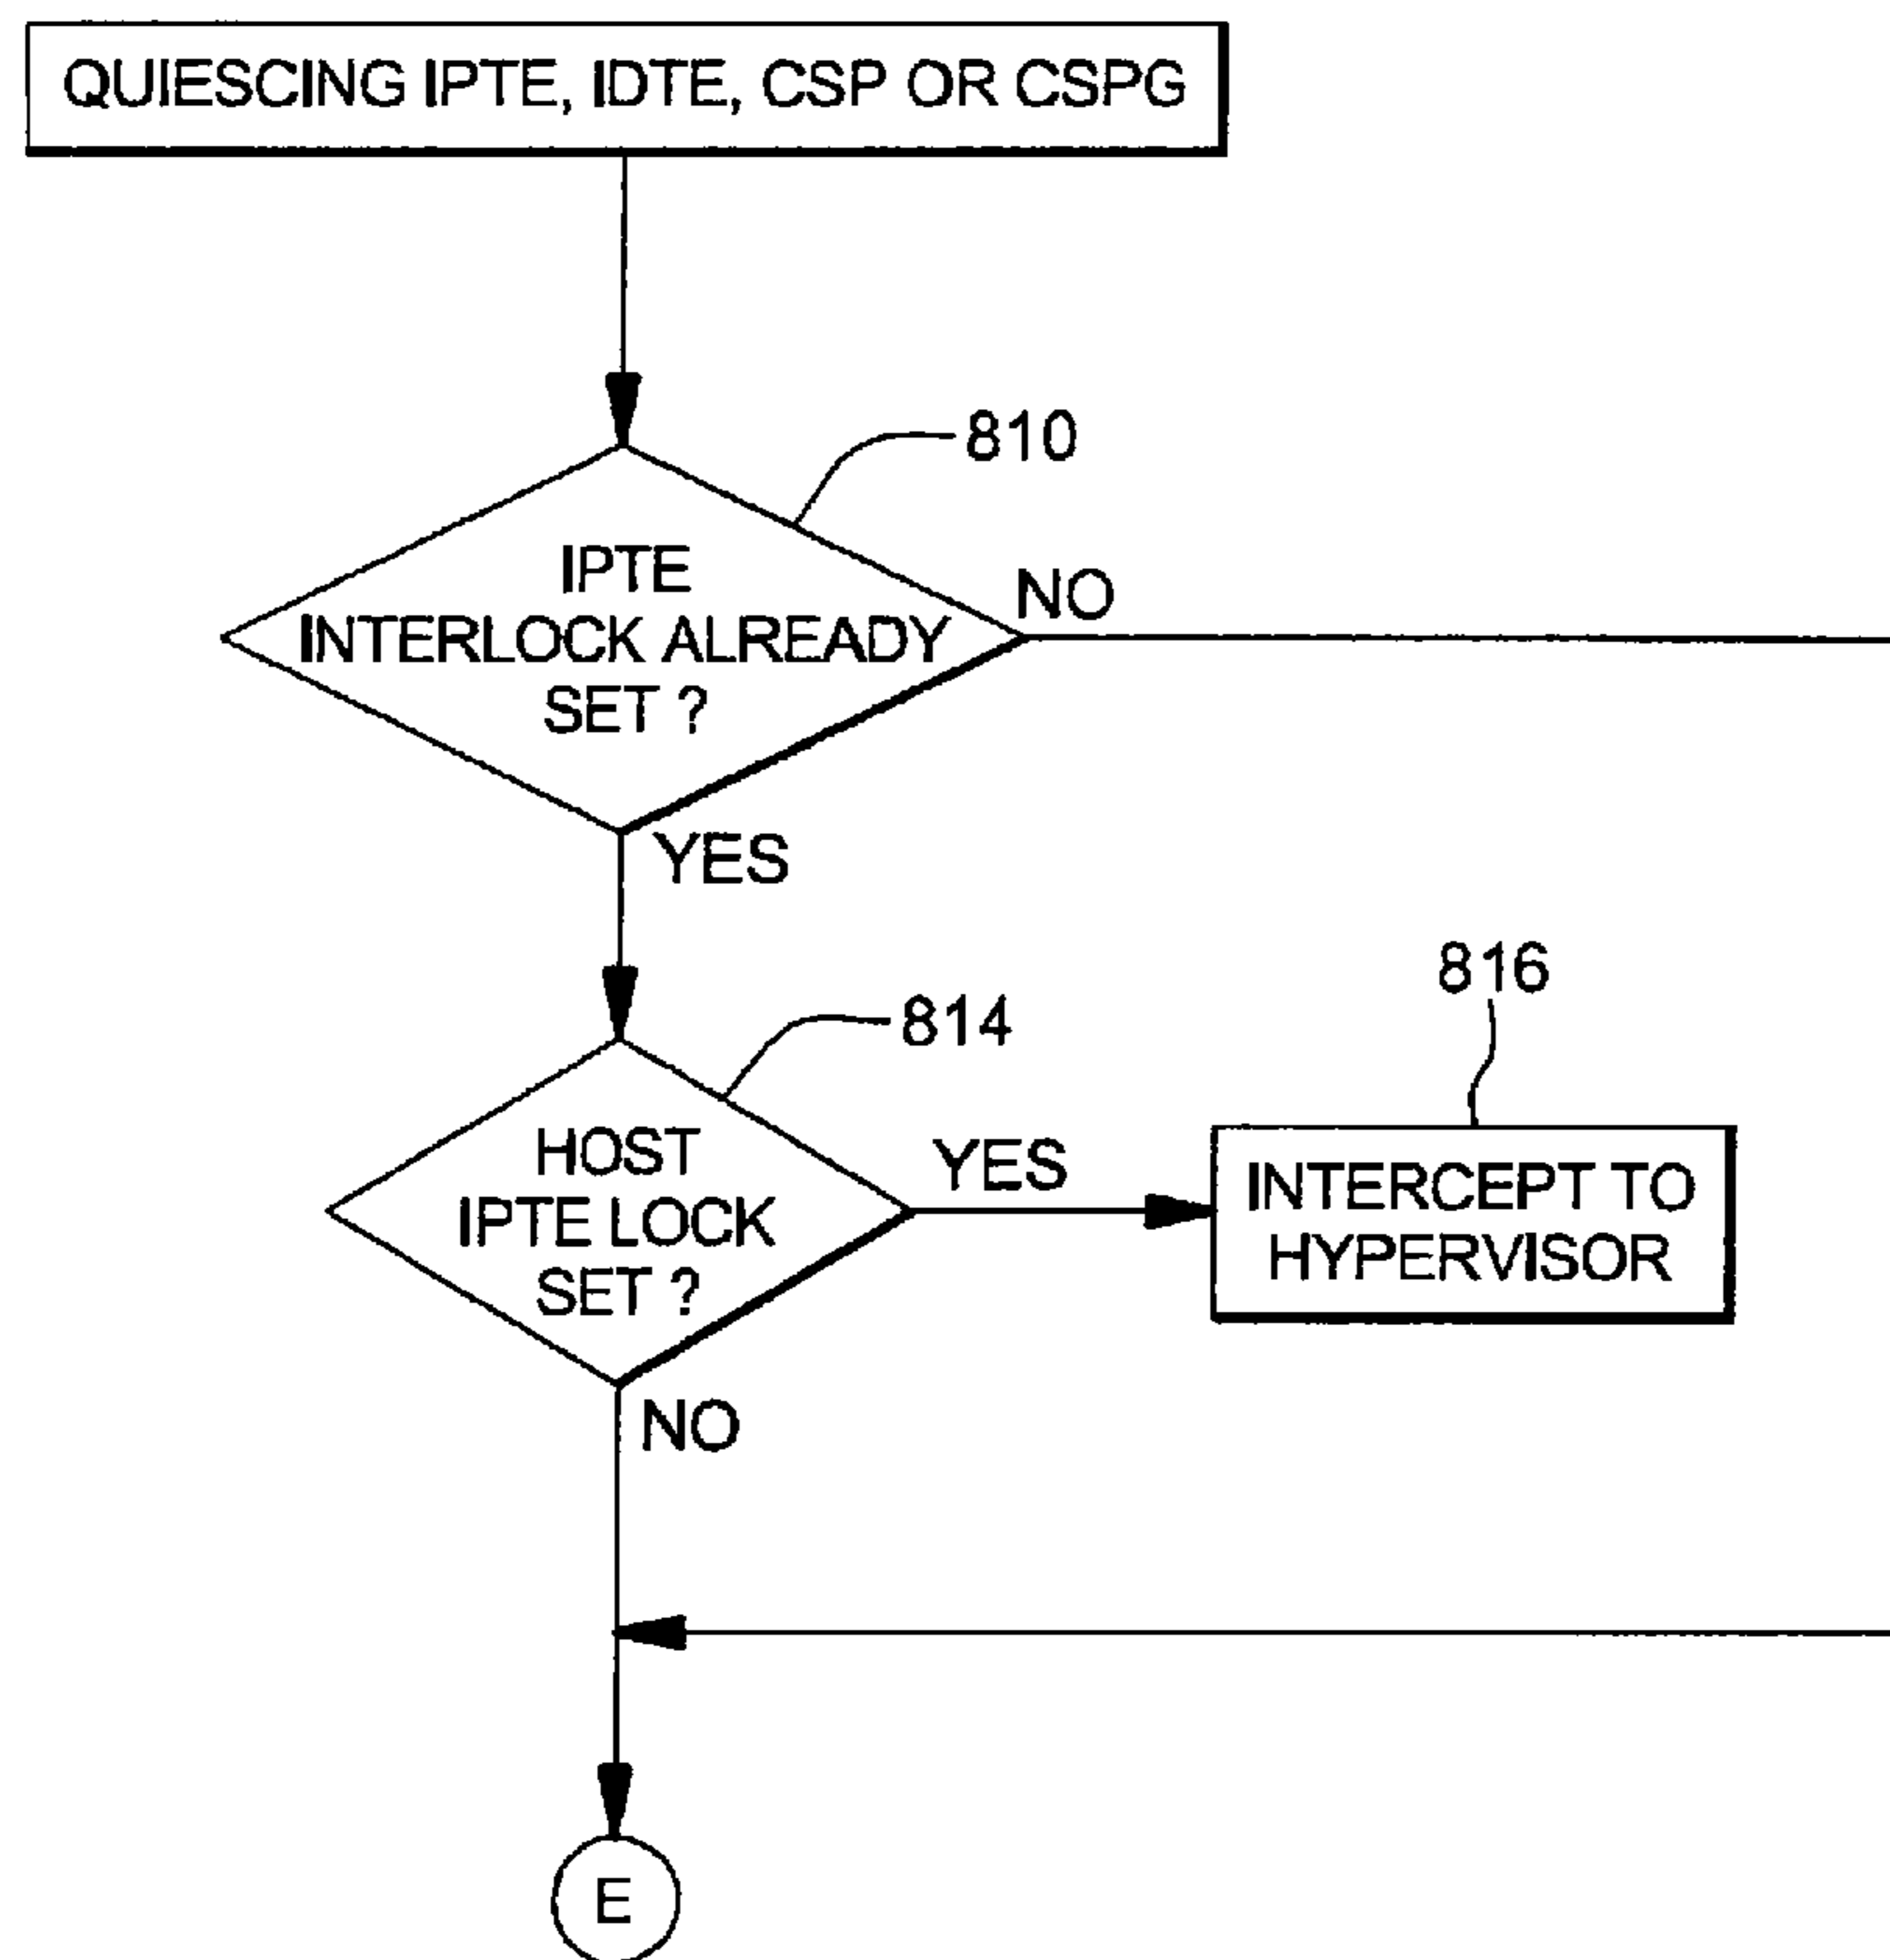 QUIESCING IPTE, IDTE, CSP OR CSPG
810
IPTE
INTERLOCK ALREADY
SET ?
NO
YES
814
HOST
IPTE LOCK
SET ?
YES
816
INTERCEPT TO
HYPERVISOR
NO
E